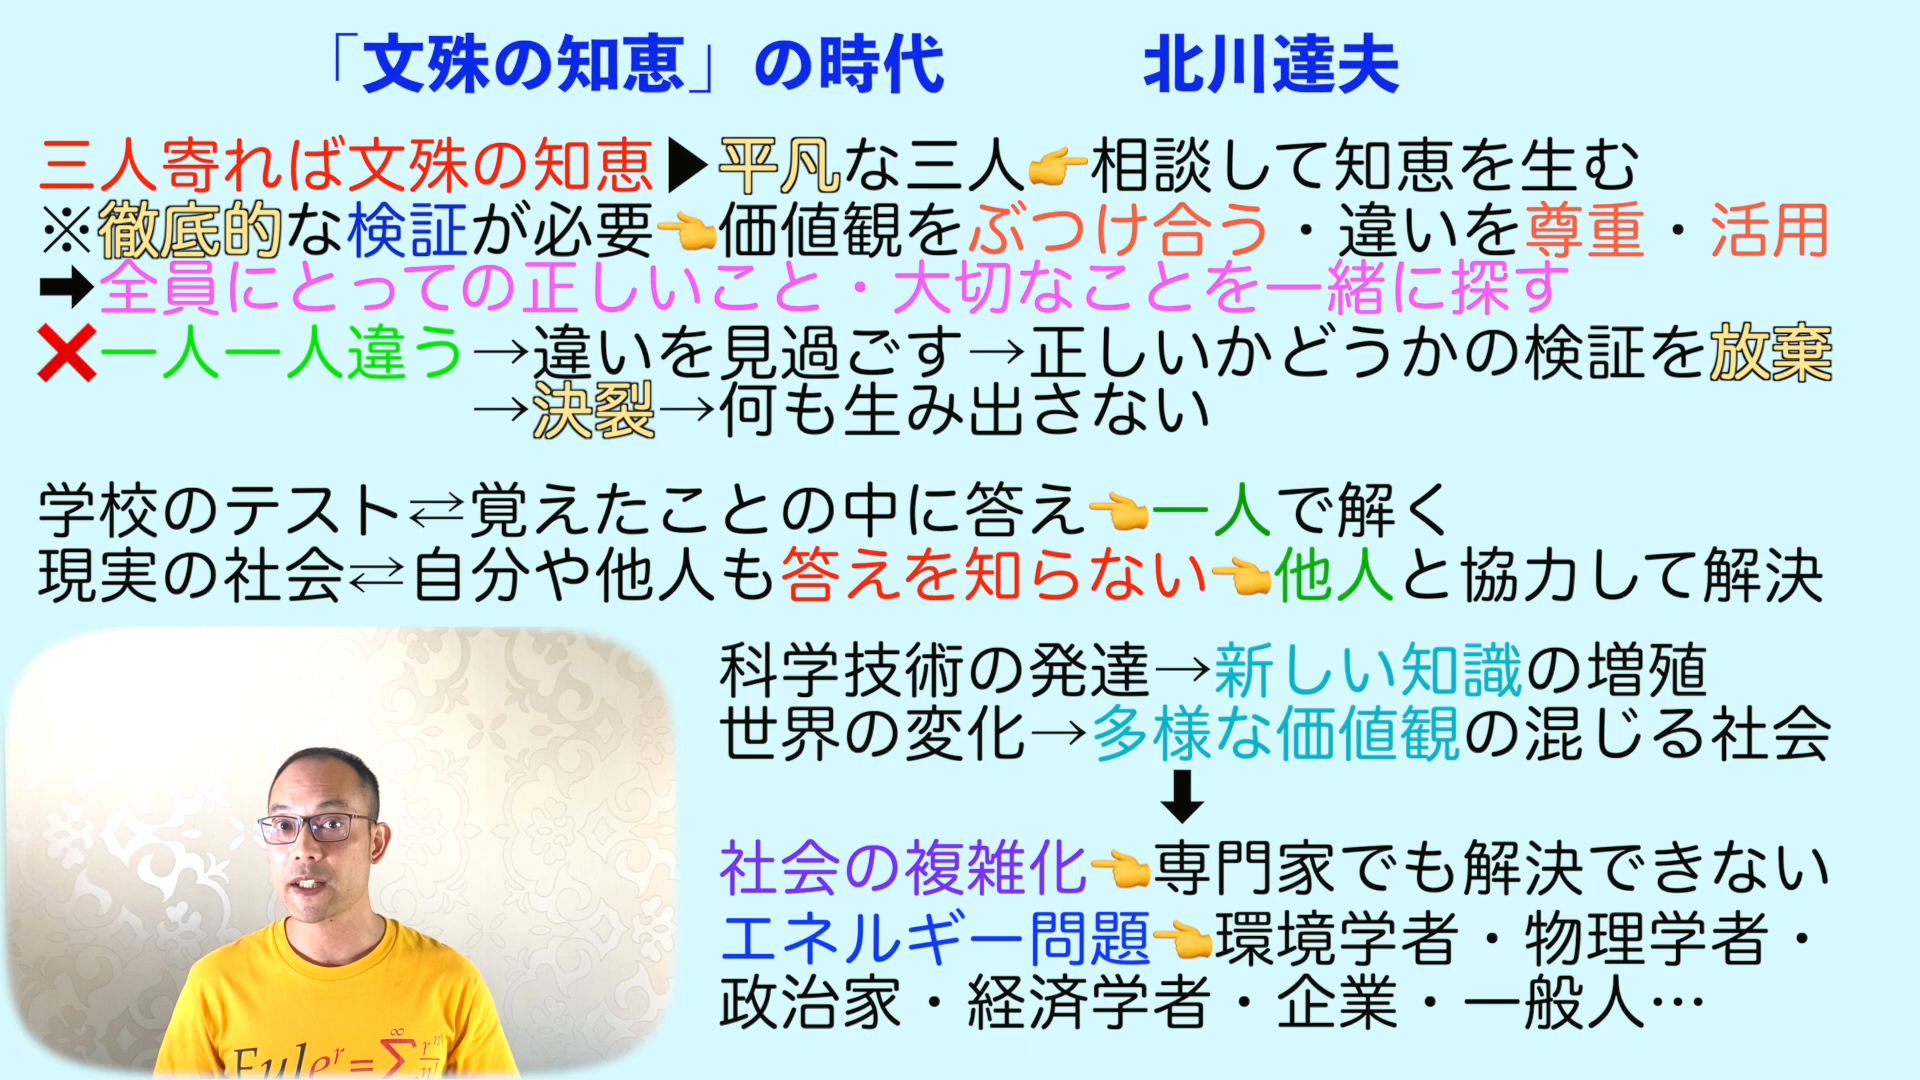 「文殊の知恵」の時代 北川達夫
三人寄れば文殊の知恵▶平凡な三人👉相談して知恵を生む
※徹底的な検証が必要👈価値観をぶつけ合う・違いを尊重・活用
➡全員にとっての正しいこと・大切なことを一緒に探す
❌一人一人違う→違いを見過ごす→正しいかどうかの検証を放棄
→決裂→何も生み出さない
学校のテスト⇄覚えたことの中に答え👈一人で解く
現実の社会⇄自分や他人も答えを知らない👈他人と協力して解決
科学技術の発達→新しい知識の増殖
世界の変化→多様な価値観の混じる社会
⬇
社会の複雑化👈専門家でも解決できない
エネルギー問題👈環境学者・物理学者・
政治家・経済学者・企業・一般人…
Euler=∞∑rⁿ/n!